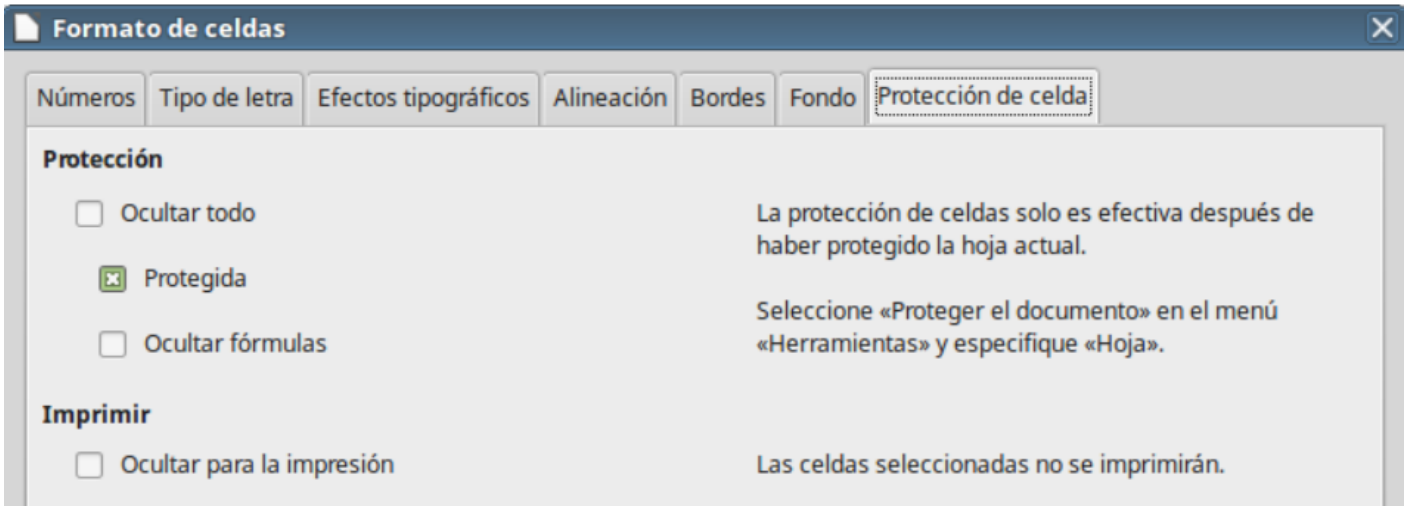 Formato de celdas
Números Tipo de letra Efectos tipográficos Alineación Bordes Fondo Protección de celda
Protección
Ocultar todo
La protección de celdas solo es efectiva después de
haber protegido la hoja actual.
Protegida
Seleccione «Proteger el documento» en el menú
«Herramientas» y especifique «Hoja».
Ocultar fórmulas
Imprimir
Ocultar para la impresión
Las celdas seleccionadas no se imprimirán.